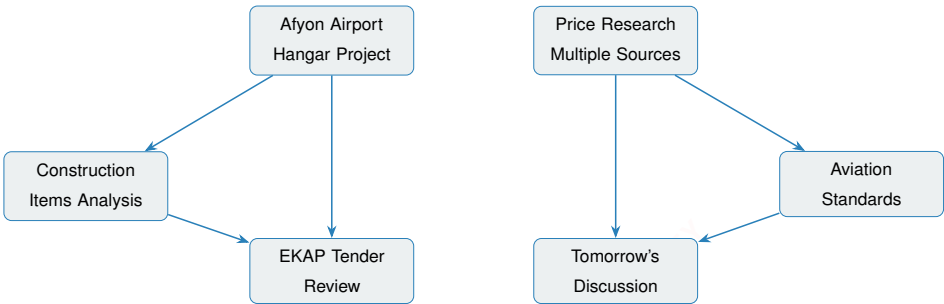 Afyon Airport
Hangar Project
Price Research
Multiple Sources
Construction
Items Analysis
Aviation
Standards
EKAP Tender
Review
Tomorrow's
Discussion